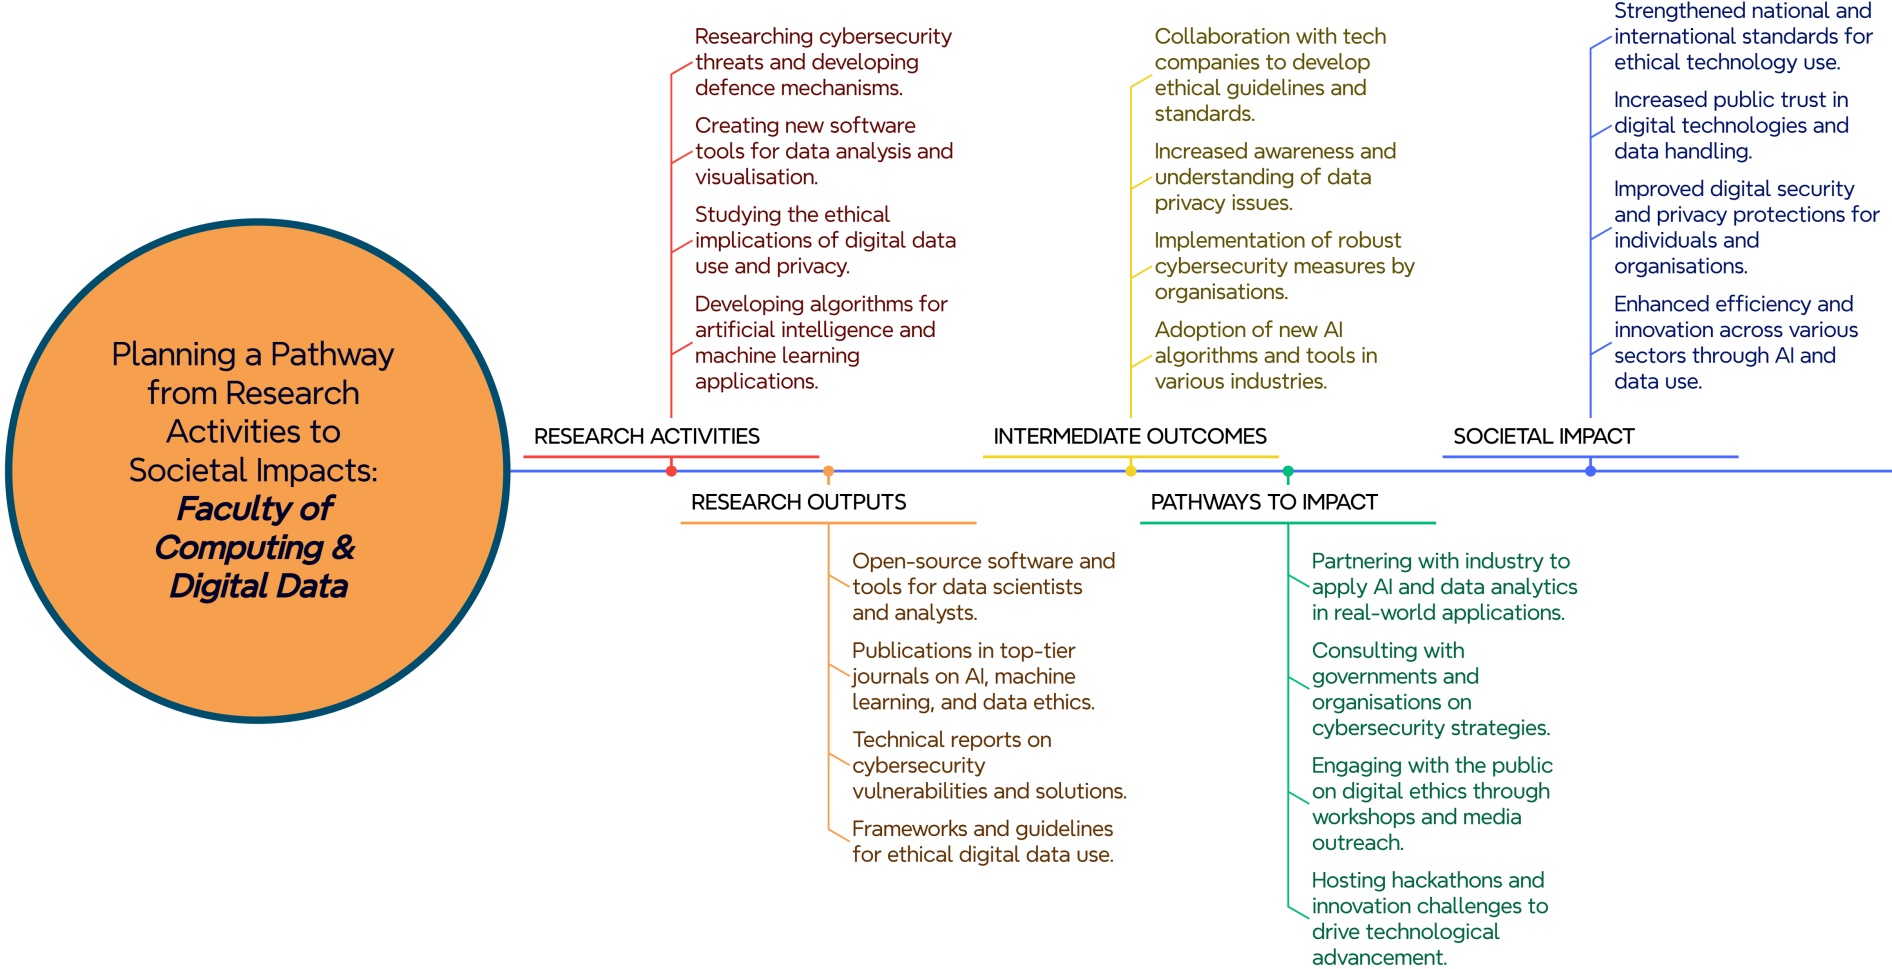 Planning a Pathway
from Research
Activities to
Societal Impacts:
Faculty of
Computing &
Digital Data
Researching cybersecurity
threats and developing
defence mechanisms.
Creating new software
tools for data analysis and
visualisation.
Studying the ethical
implications of digital data
use and privacy.
Developing algorithms for
artificial intelligence and
machine learning
applications.
RESEARCH ACTIVITIES
RESEARCH OUTPUTS
Open-source software and
tools for data scientists
and analysts.
Publications in top-tier
journals on AI, machine
learning, and data ethics.
Technical reports on
cybersecurity
vulnerabilities and solutions.
Frameworks and guidelines
for ethical digital data use.
Collaboration with tech
companies to develop
ethical guidelines and
standards.
Increased awareness and
understanding of data
privacy issues.
Implementation of robust
cybersecurity measures by
organisations.
Adoption of new AI
algorithms and tools in
various industries.
INTERMEDIATE OUTCOMES
PATHWAYS TO IMPACT
Partnering with industry to
apply AI and data analytics
in real-world applications.
Consulting with
governments and
organisations on
cybersecurity strategies.
Engaging with the public
on digital ethics through
workshops and media
outreach.
Hosting hackathons and
innovation challenges to
drive technological
advancement.
Strengthened national and
international standards for
ethical technology use.
Increased public trust in
digital technologies and
data handling.
Improved digital security
and privacy protections for
individuals and
organisations.
Enhanced efficiency and
innovation across various
sectors through AI and
data use.
SOCIETAL IMPACT